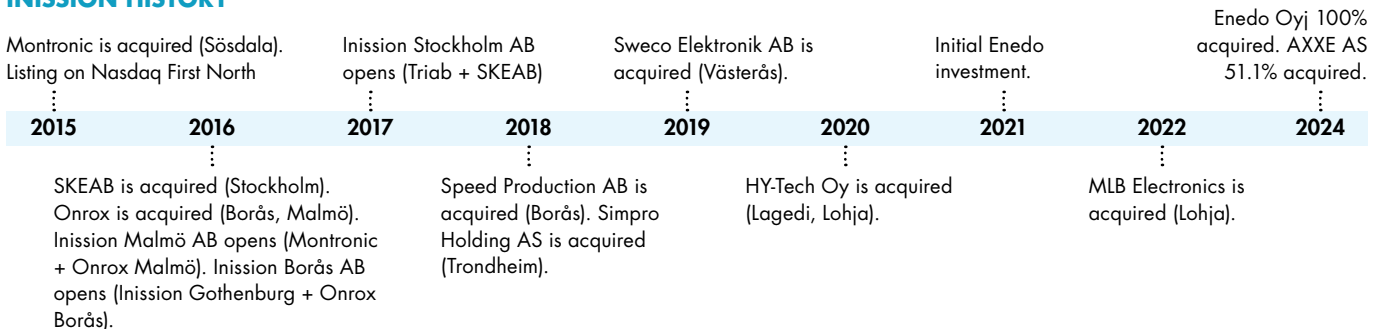 INISSION HISTORY
Montronic is acquired (Sösdala).
Listing on Nasdaq First North
Inission Stockholm AB
opens (Triab + SKEAB)
Sweco Elektronik AB is
acquired (Västerås).
Initial Enedo
investment.
Enedo Oyj 100%
acquired. AXXE AS
51.1% acquired.
2015 2016 2017 2018 2019 2020 2021 2022 2024
SKEAB is acquired (Stockholm).
Onrox is acquired (Borås, Malmö).
Inission Malmö AB opens (Montronic
+ Onrox Malmö). Inission Borås AB
opens (Inission Gothenburg + Onrox
Borås).
Speed Production AB is
acquired (Borås). Simpro
Holding AS is acquired
(Trondheim).
HY-Tech Oy is acquired
(Lagedi, Lohja).
MLB Electronics is
acquired (Lohja).